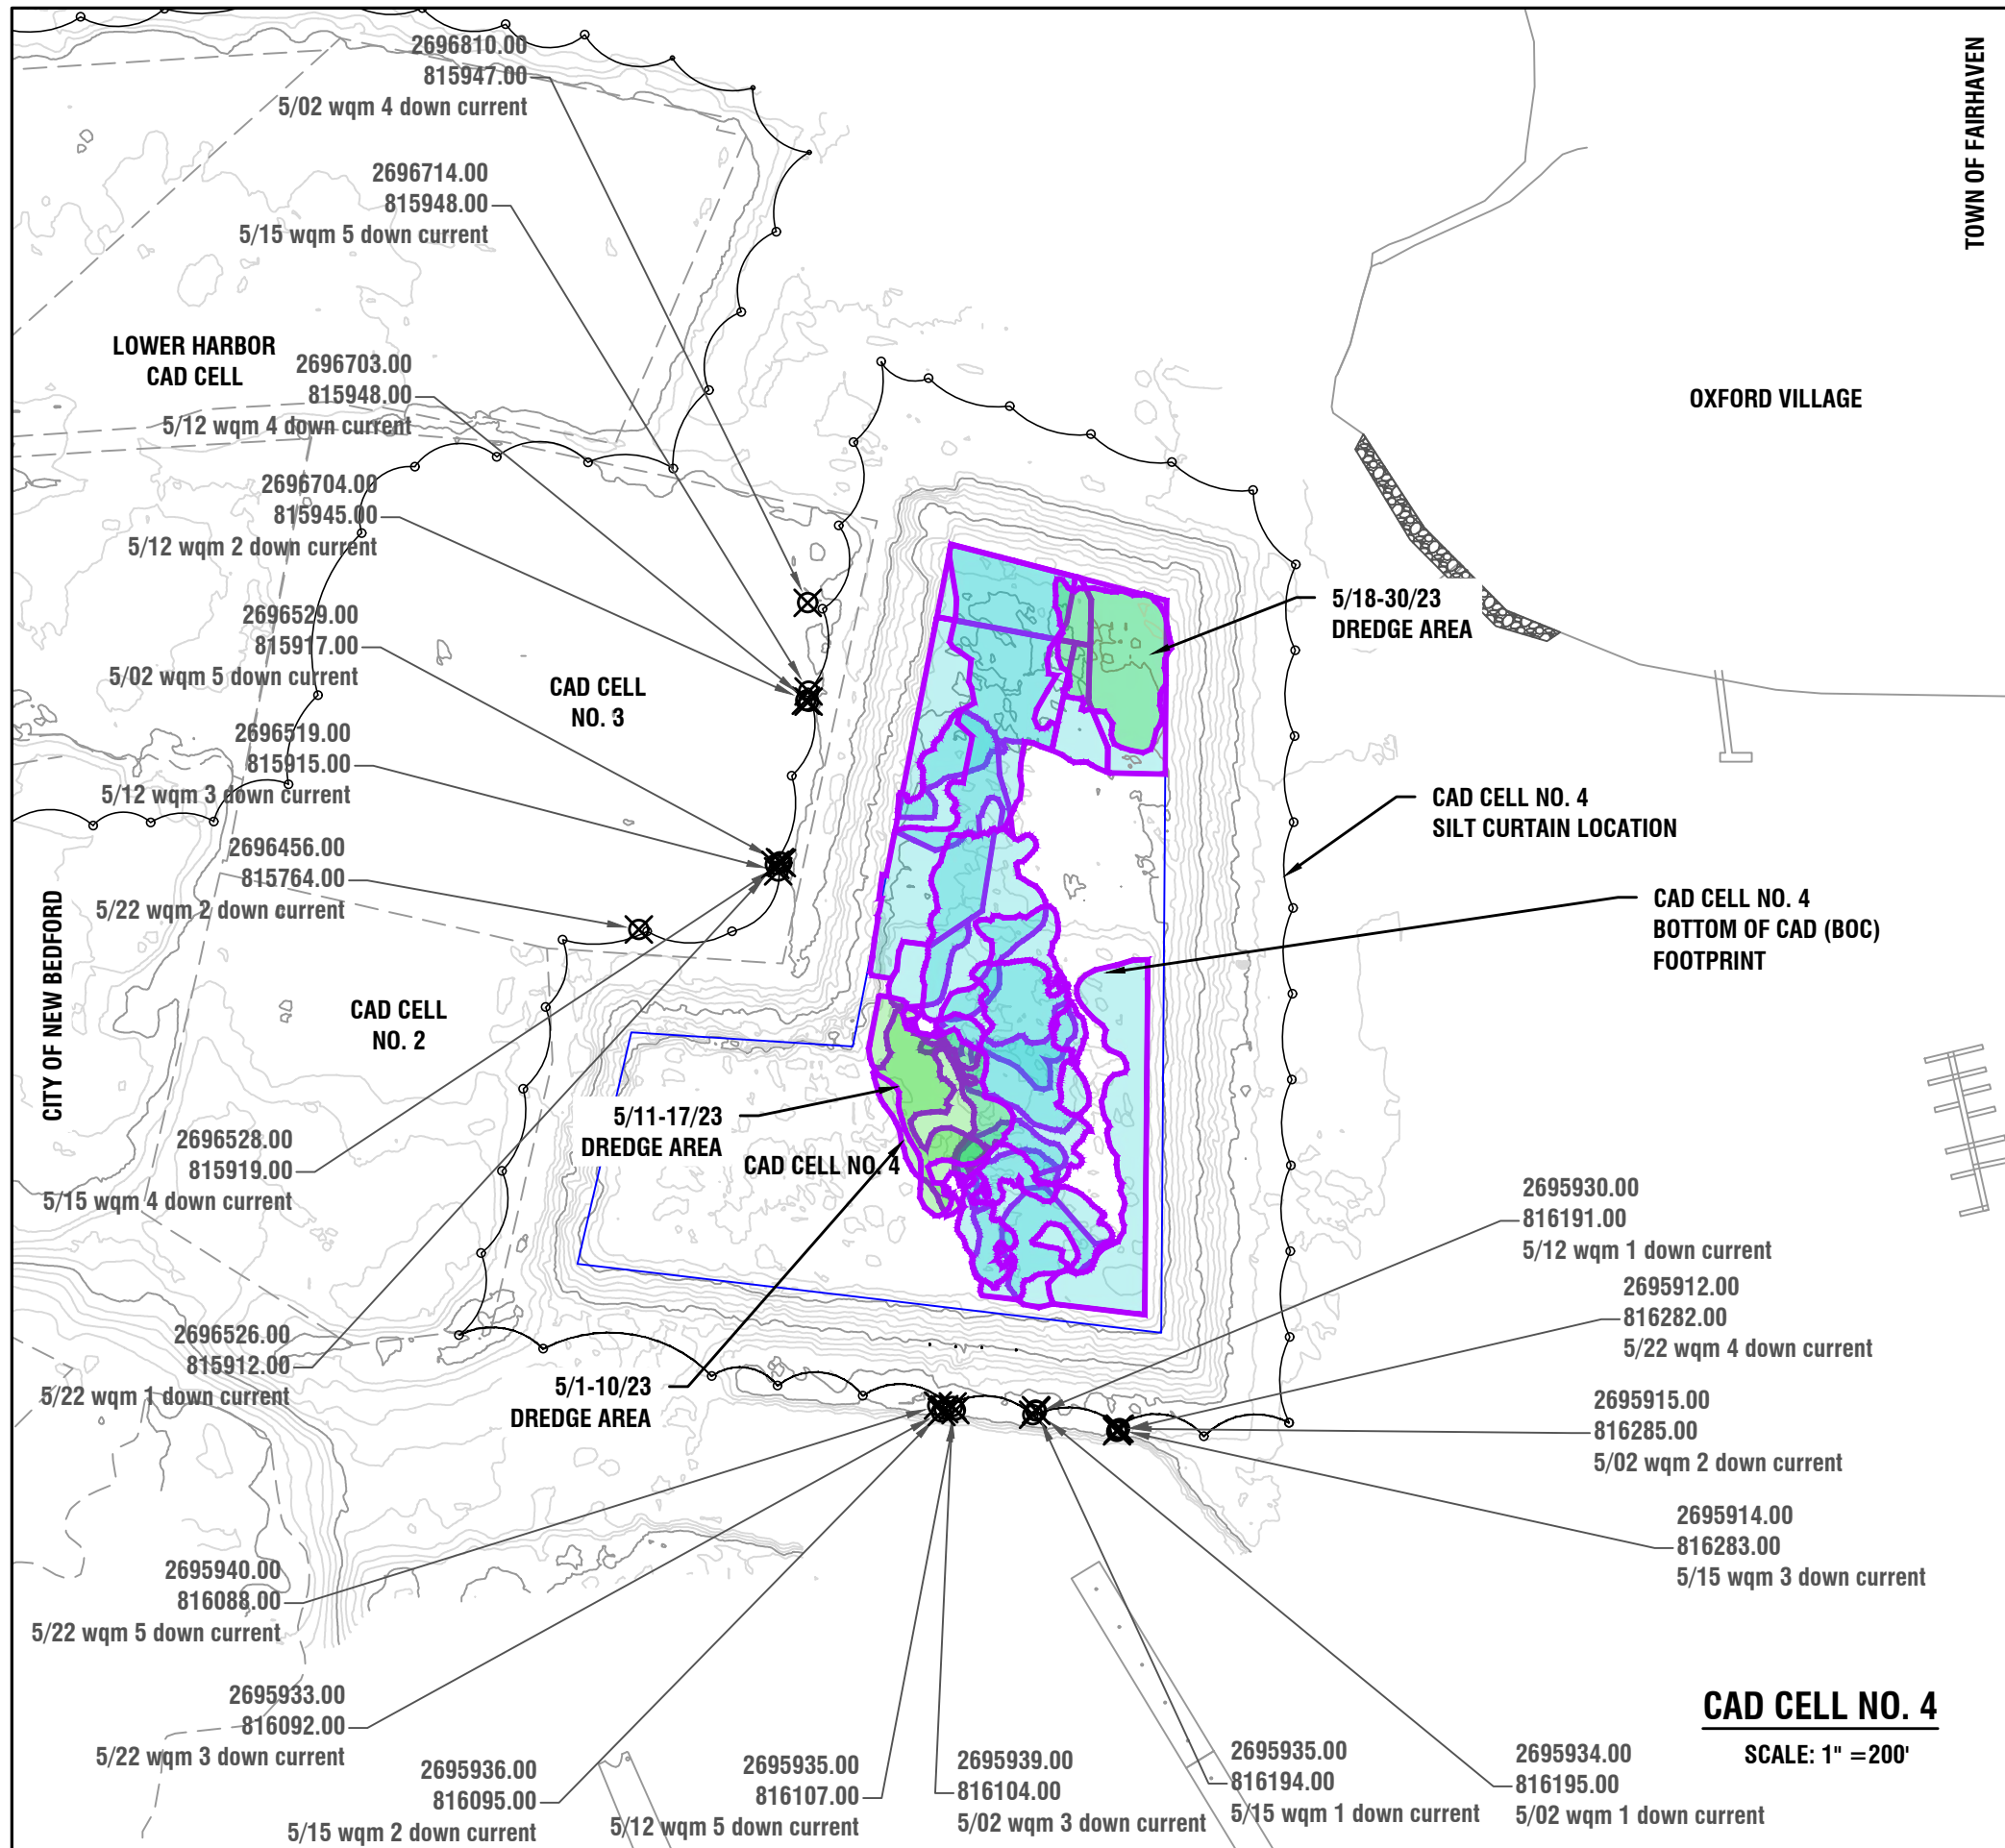 2696810.00
815947.00
5/02 wqm 4 down current
2696714.00
815948.00
5/15 wqm 5 down current
TOWN OF FAIRHAVEN
LOWER HARBOR
CAD CELL
2696703.00
815948.00
5/12 wqm 4 down current
OXFORD VILLAGE
2696704.00
815945.00
5/12 wqm 2 down current
2696529.00
815917.00
5/02 wqm 5 down current
5/18-30/23
DREDGE AREA
CAD CELL
NO. 3
2696519.00
815915.00
5/12 wqm 3 down current
CAD CELL NO. 4
SILT CURTAIN LOCATION
2696456.00
815764.00
5/22 wqm 2 down current
CAD CELL NO. 4
BOTTOM OF CAD (BOC)
FOOTPRINT
CITY OF NEW BEDFORD
CAD CELL
NO. 2
5/11-17/23
DREDGE AREA
CAD CELL NO. 4
2696528.00
815919.00
5/15 wqm 4 down current
2695930.00
816191.00
5/12 wqm 1 down current
2695912.00
816282.00
5/22 wqm 4 down current
2696526.00
815912.00
5/22 wqm 1 down current
5/1-10/23
DREDGE AREA
2695915.00
816285.00
5/02 wqm 2 down current
2695914.00
816283.00
5/15 wqm 3 down current
2695940.00
816088.00
5/22 wqm 5 down current
2695933.00
816092.00
5/22 wqm 3 down current
2695936.00
816095.00
5/15 wqm 2 down current
2695935.00
816107.00
5/12 wqm 5 down current
2695939.00
816104.00
5/02 wqm 3 down current
2695935.00
816194.00
5/15 wqm 1 down current
2695934.00
816195.00
5/02 wqm 1 down current
CAD CELL NO. 4
SCALE: 1" =200'